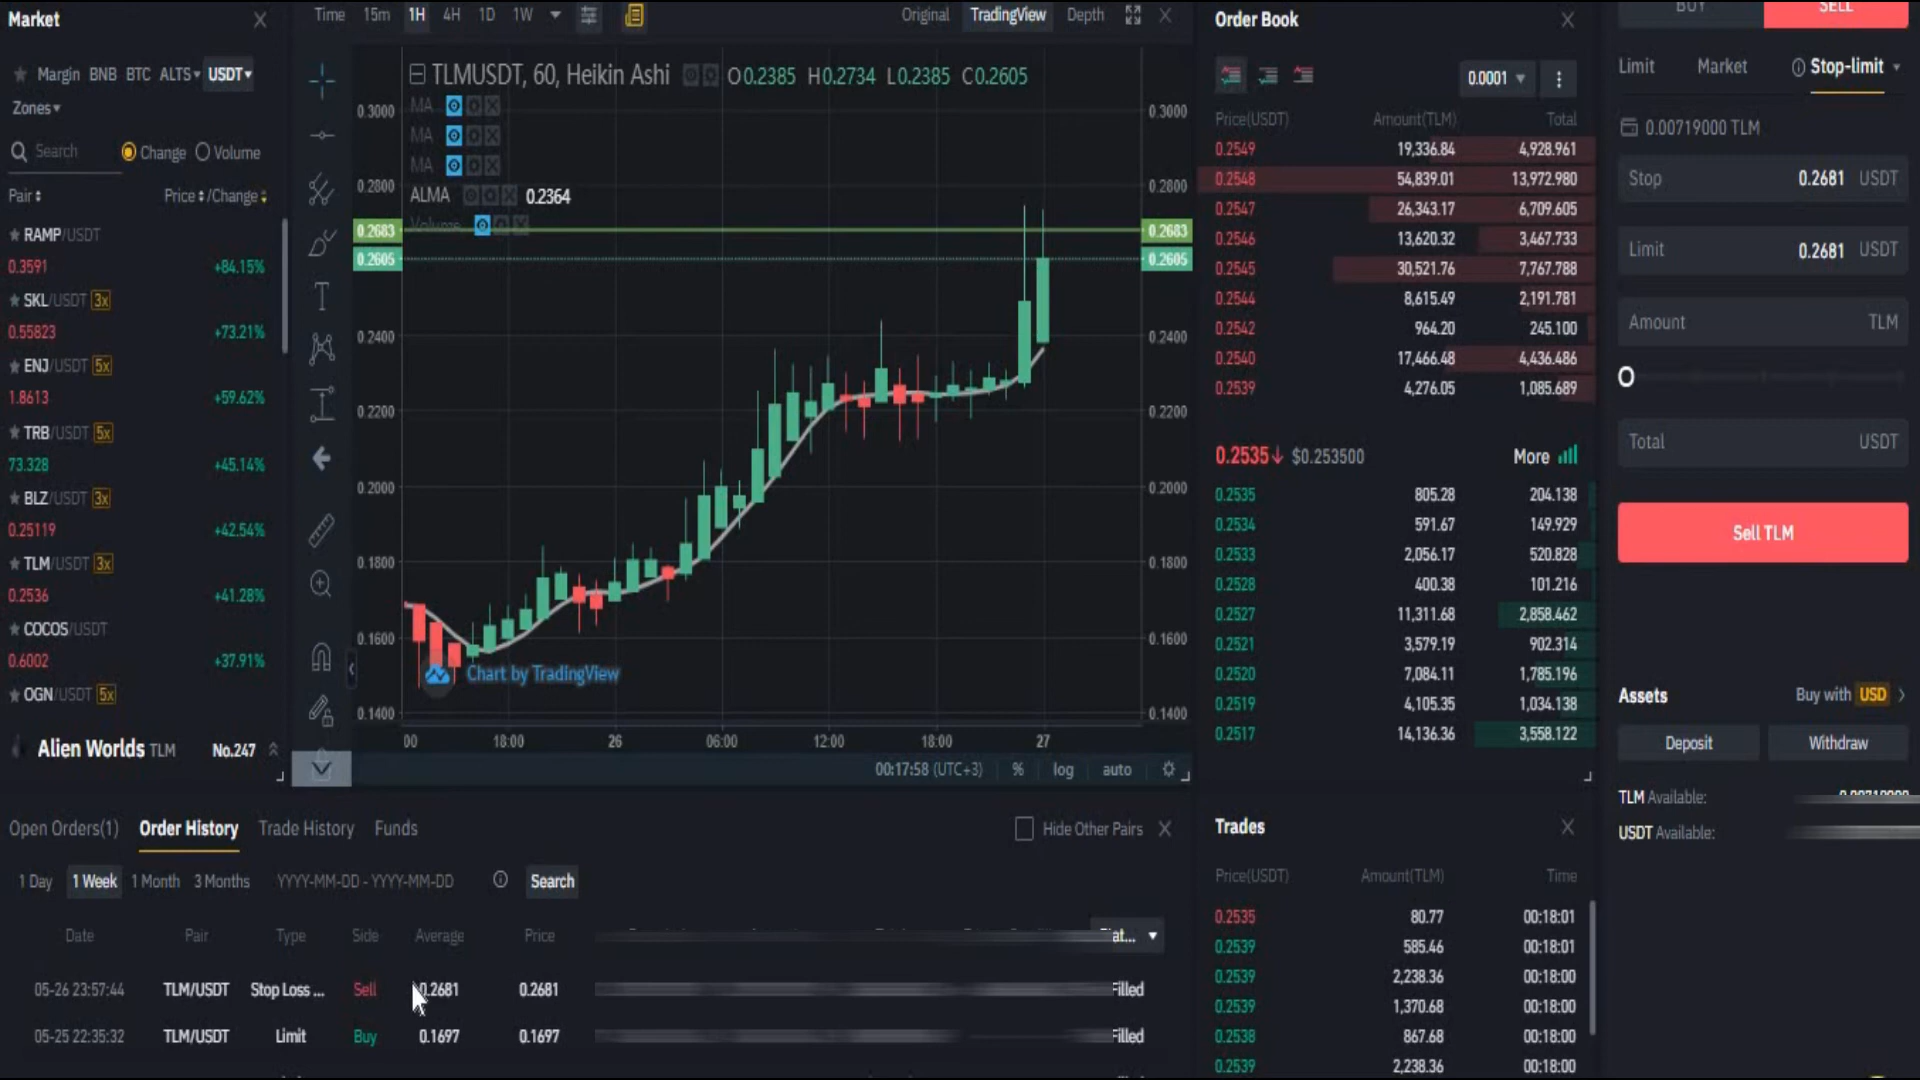 Market
Margin BNB BTC ALTS USDT
Zones
Search Change Volume
Pair Price /Change
RAMP/USDT
0.3591 +84.15%
SKL/USDT 3x
0.55823 +73.21%
ENJ/USDT 5x
1.8613 +59.62%
TRB/USDT 5x
73.328 +45.14%
BLZ/USDT 3x
0.25119 +42.54%
TLM/USDT 3x
0.2536 +41.28%
COCOS/USDT
0.6002 +37.91%
OGN/USDT 5x
Alien Worlds TLM No.247
Time 15m 1H 4H 1D 1W Original TradingView Depth
TLMUSDT, 60, Heikin Ashi O0.2385 H0.2734 L0.2385 C0.2605
MA
MA
MA
ALMA 0.2364
Volume
0.3000 0.3000
0.2800 0.2800
0.2683 0.2683
0.2605 0.2605
0.2400 0.2400
0.2200 0.2200
0.2000 0.2000
0.1800 0.1800
0.1600 0.1600
0.1400 0.1400
Chart by TradingView
00 18:00 26 06:00 12:00 18:00 27
00:17:58 (UTC+3) % log auto
Order Book
0.0001
Price(USDT) Amount(TLM) Total
0.2549 19,336.84 4,928.961
0.2548 54,839.01 13,972.980
0.2547 26,343.17 6,709.605
0.2546 13,620.32 3,467.733
0.2545 30,521.76 7,767.788
0.2544 8,615.49 2,191.781
0.2542 964.20 245.100
0.2540 17,466.48 4,436.486
0.2539 4,276.05 1,085.689
0.2535↓ $0.253500 More
0.2535 805.28 204.138
0.2534 591.67 149.929
0.2533 2,056.17 520.828
0.2528 400.38 101.216
0.2527 11,311.68 2,858.462
0.2521 3,579.19 902.314
0.2520 7,084.11 1,785.196
0.2519 4,105.35 1,034.138
0.2517 14,136.36 3,558.122
BUY SELL
Limit Market Stop-limit
0.00719000 TLM
Stop 0.2681 USDT
Limit 0.2681 USDT
Amount TLM
Total USDT
Sell TLM
Assets Buy with USD
Deposit Withdraw
TLM Available:
USDT Available:
Open Orders(1) Order History Trade History Funds Hide Other Pairs
1 Day 1 Week 1 Month 3 Months YYYY-MM-DD - YYYY-MM-DD Search
Date Pair Type Side Average Price
05-26 23:57:44 TLM/USDT Stop Loss ... Sell 0.2681 0.2681 Filled
05-25 22:35:32 TLM/USDT Limit Buy 0.1697 0.1697 Filled
Trades
Price(USDT) Amount(TLM) Time
0.2535 80.77 00:18:01
0.2539 585.46 00:18:01
0.2539 2,238.36 00:18:00
0.2539 1,370.68 00:18:00
0.2538 867.68 00:18:00
0.2539 2,238.36 00:18:00